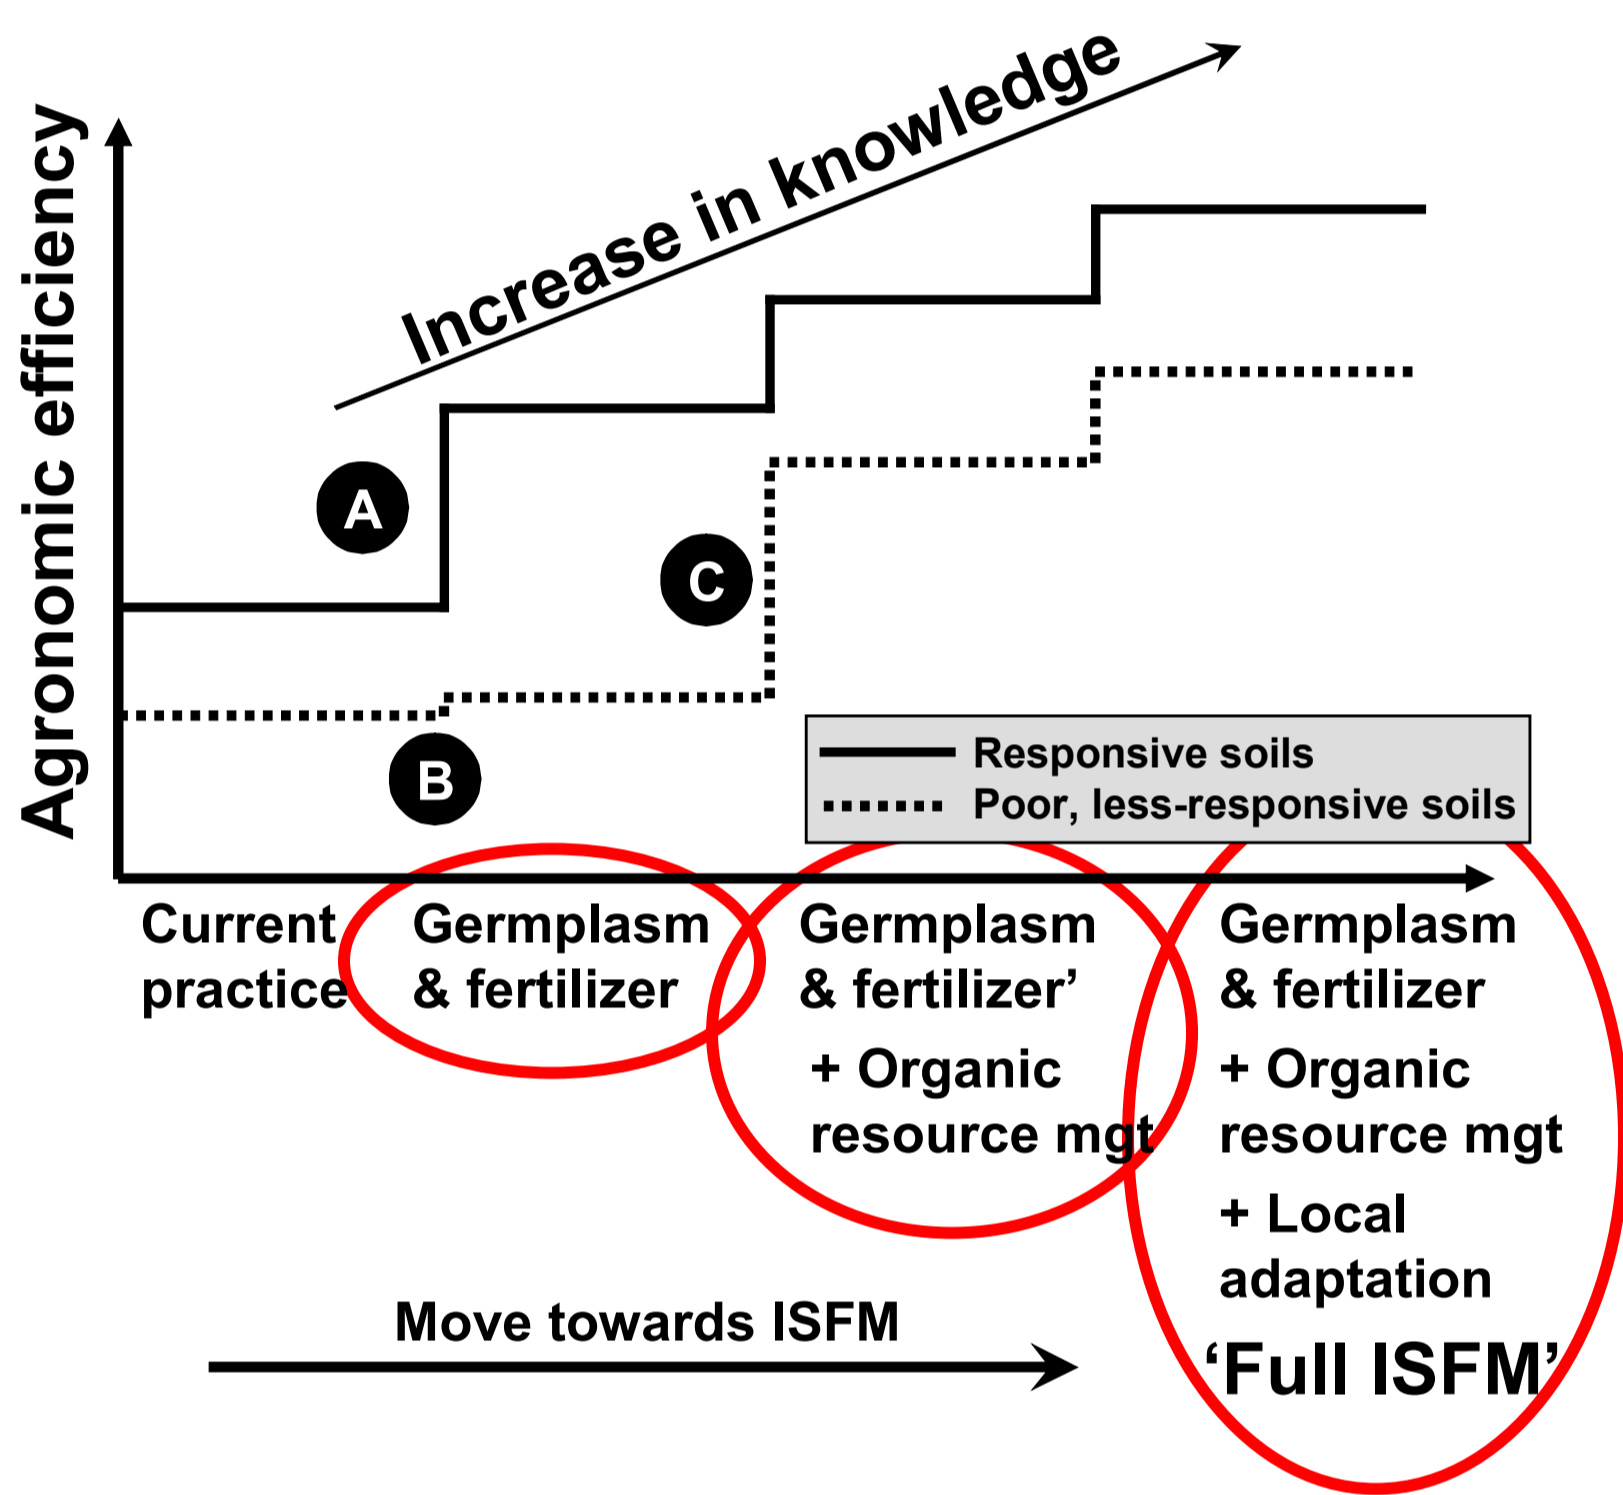 Increase in knowledge
Agronomic efficiency
A
C
B
Responsive soils
Poor, less-responsive soils
Current
practice
Germplasm
& fertilizer
Germplasm
& fertilizer’
+ Organic
resource mgt
Germplasm
& fertilizer
+ Organic
resource mgt
+ Local
adaptation
‘Full ISFM’
Move towards ISFM